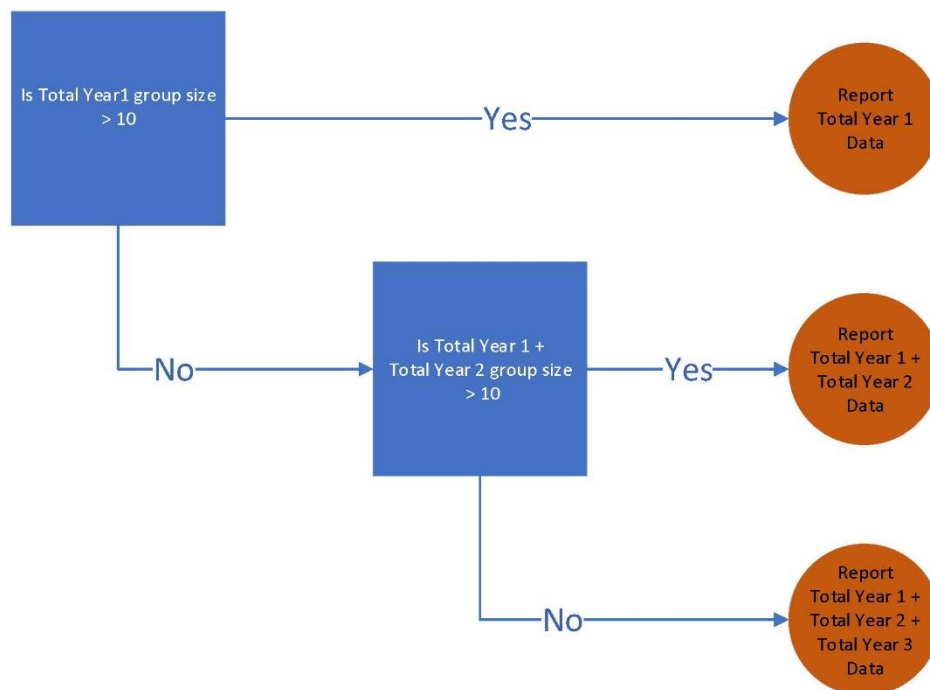 Is Total Year1 group size
> 10
Yes
Report
Total Year 1
Data
No
Is Total Year 1 +
Total Year 2 group size
> 10
Yes
Report
Total Year 1 +
Total Year 2
Data
No
Report
Total Year 1 +
Total Year 2 +
Total Year 3
Data